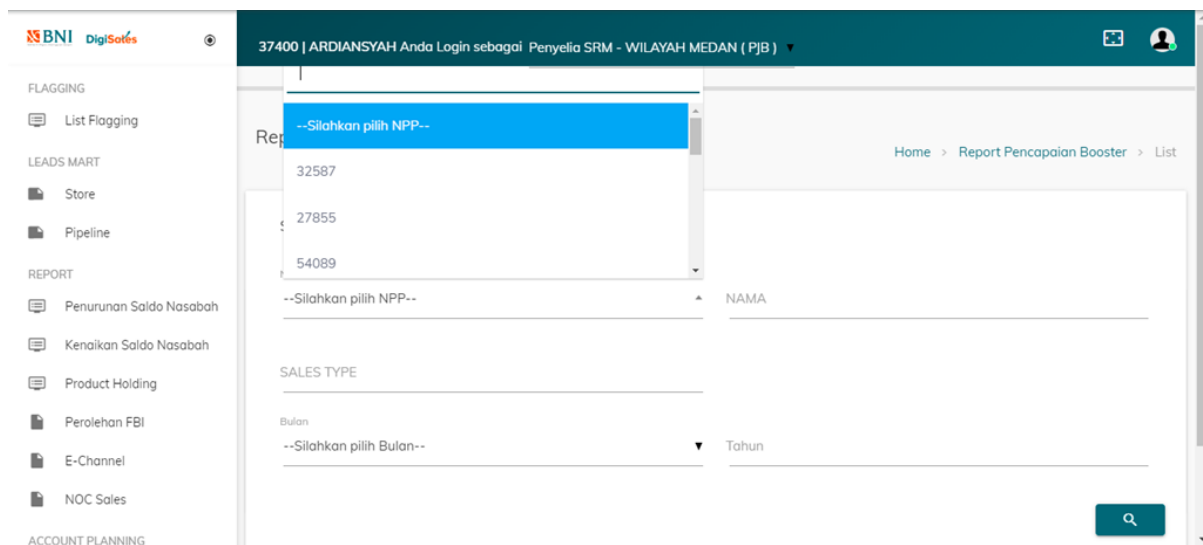 BNI DigiSales
37400 | ARDIANSYAH Anda Login sebagai Penyelia SRM - WILAYAH MEDAN ( PJB )
FLAGGING
List Flagging
LEADS MART
Store
Pipeline
REPORT
Penurunan Saldo Nasabah
Kenaikan Saldo Nasabah
Product Holding
Perolehan FBI
E-Channel
NOC Sales
ACCOUNT PLANNING
Rep
Home > Report Pencapaian Booster > List
--Silahkan pilih NPP--
32587
27855
54089
--Silahkan pilih NPP--
NAMA
SALES TYPE
Bulan
--Silahkan pilih Bulan--
Tahun